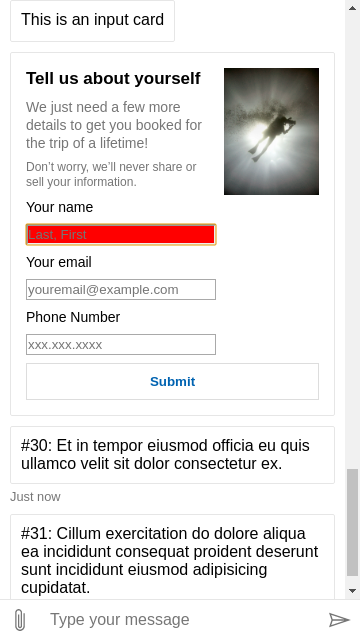 This is an input card
Tell us about yourself
We just need a few more
details to get you booked for
the trip of a lifetime!
Don't worry, we'll never share or
sell your information.
Your name
Last, First
Your email
youremail@example.com
Phone Number
xxx.xxx.xxxx
Submit
#30: Et in tempor eiusmod officia eu quis
ullamco velit sit dolor consectetur ex.
Just now
#31: Cillum exercitation do dolore aliqua
ea incididunt consequat proident deserunt
sunt incididunt eiusmod adipisicing
cupidatat.
Type your message